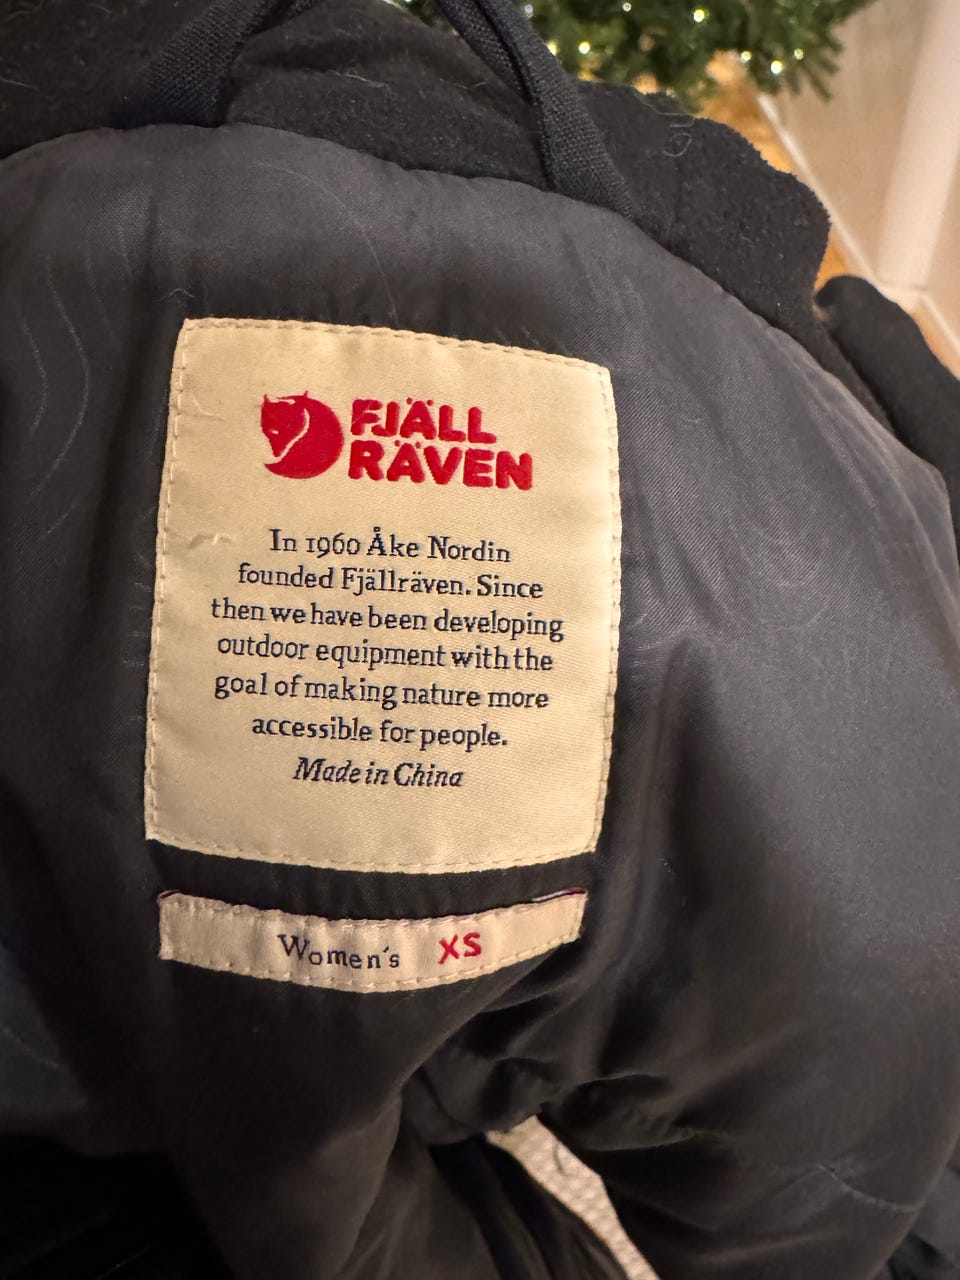 FJÄLL
RÄVEN
In 1960 Åke Nordin
founded Fjällräven. Since
then we have been developing
outdoor equipment with the
goal of making nature more
accessible for people.
Made in China
Women's XS